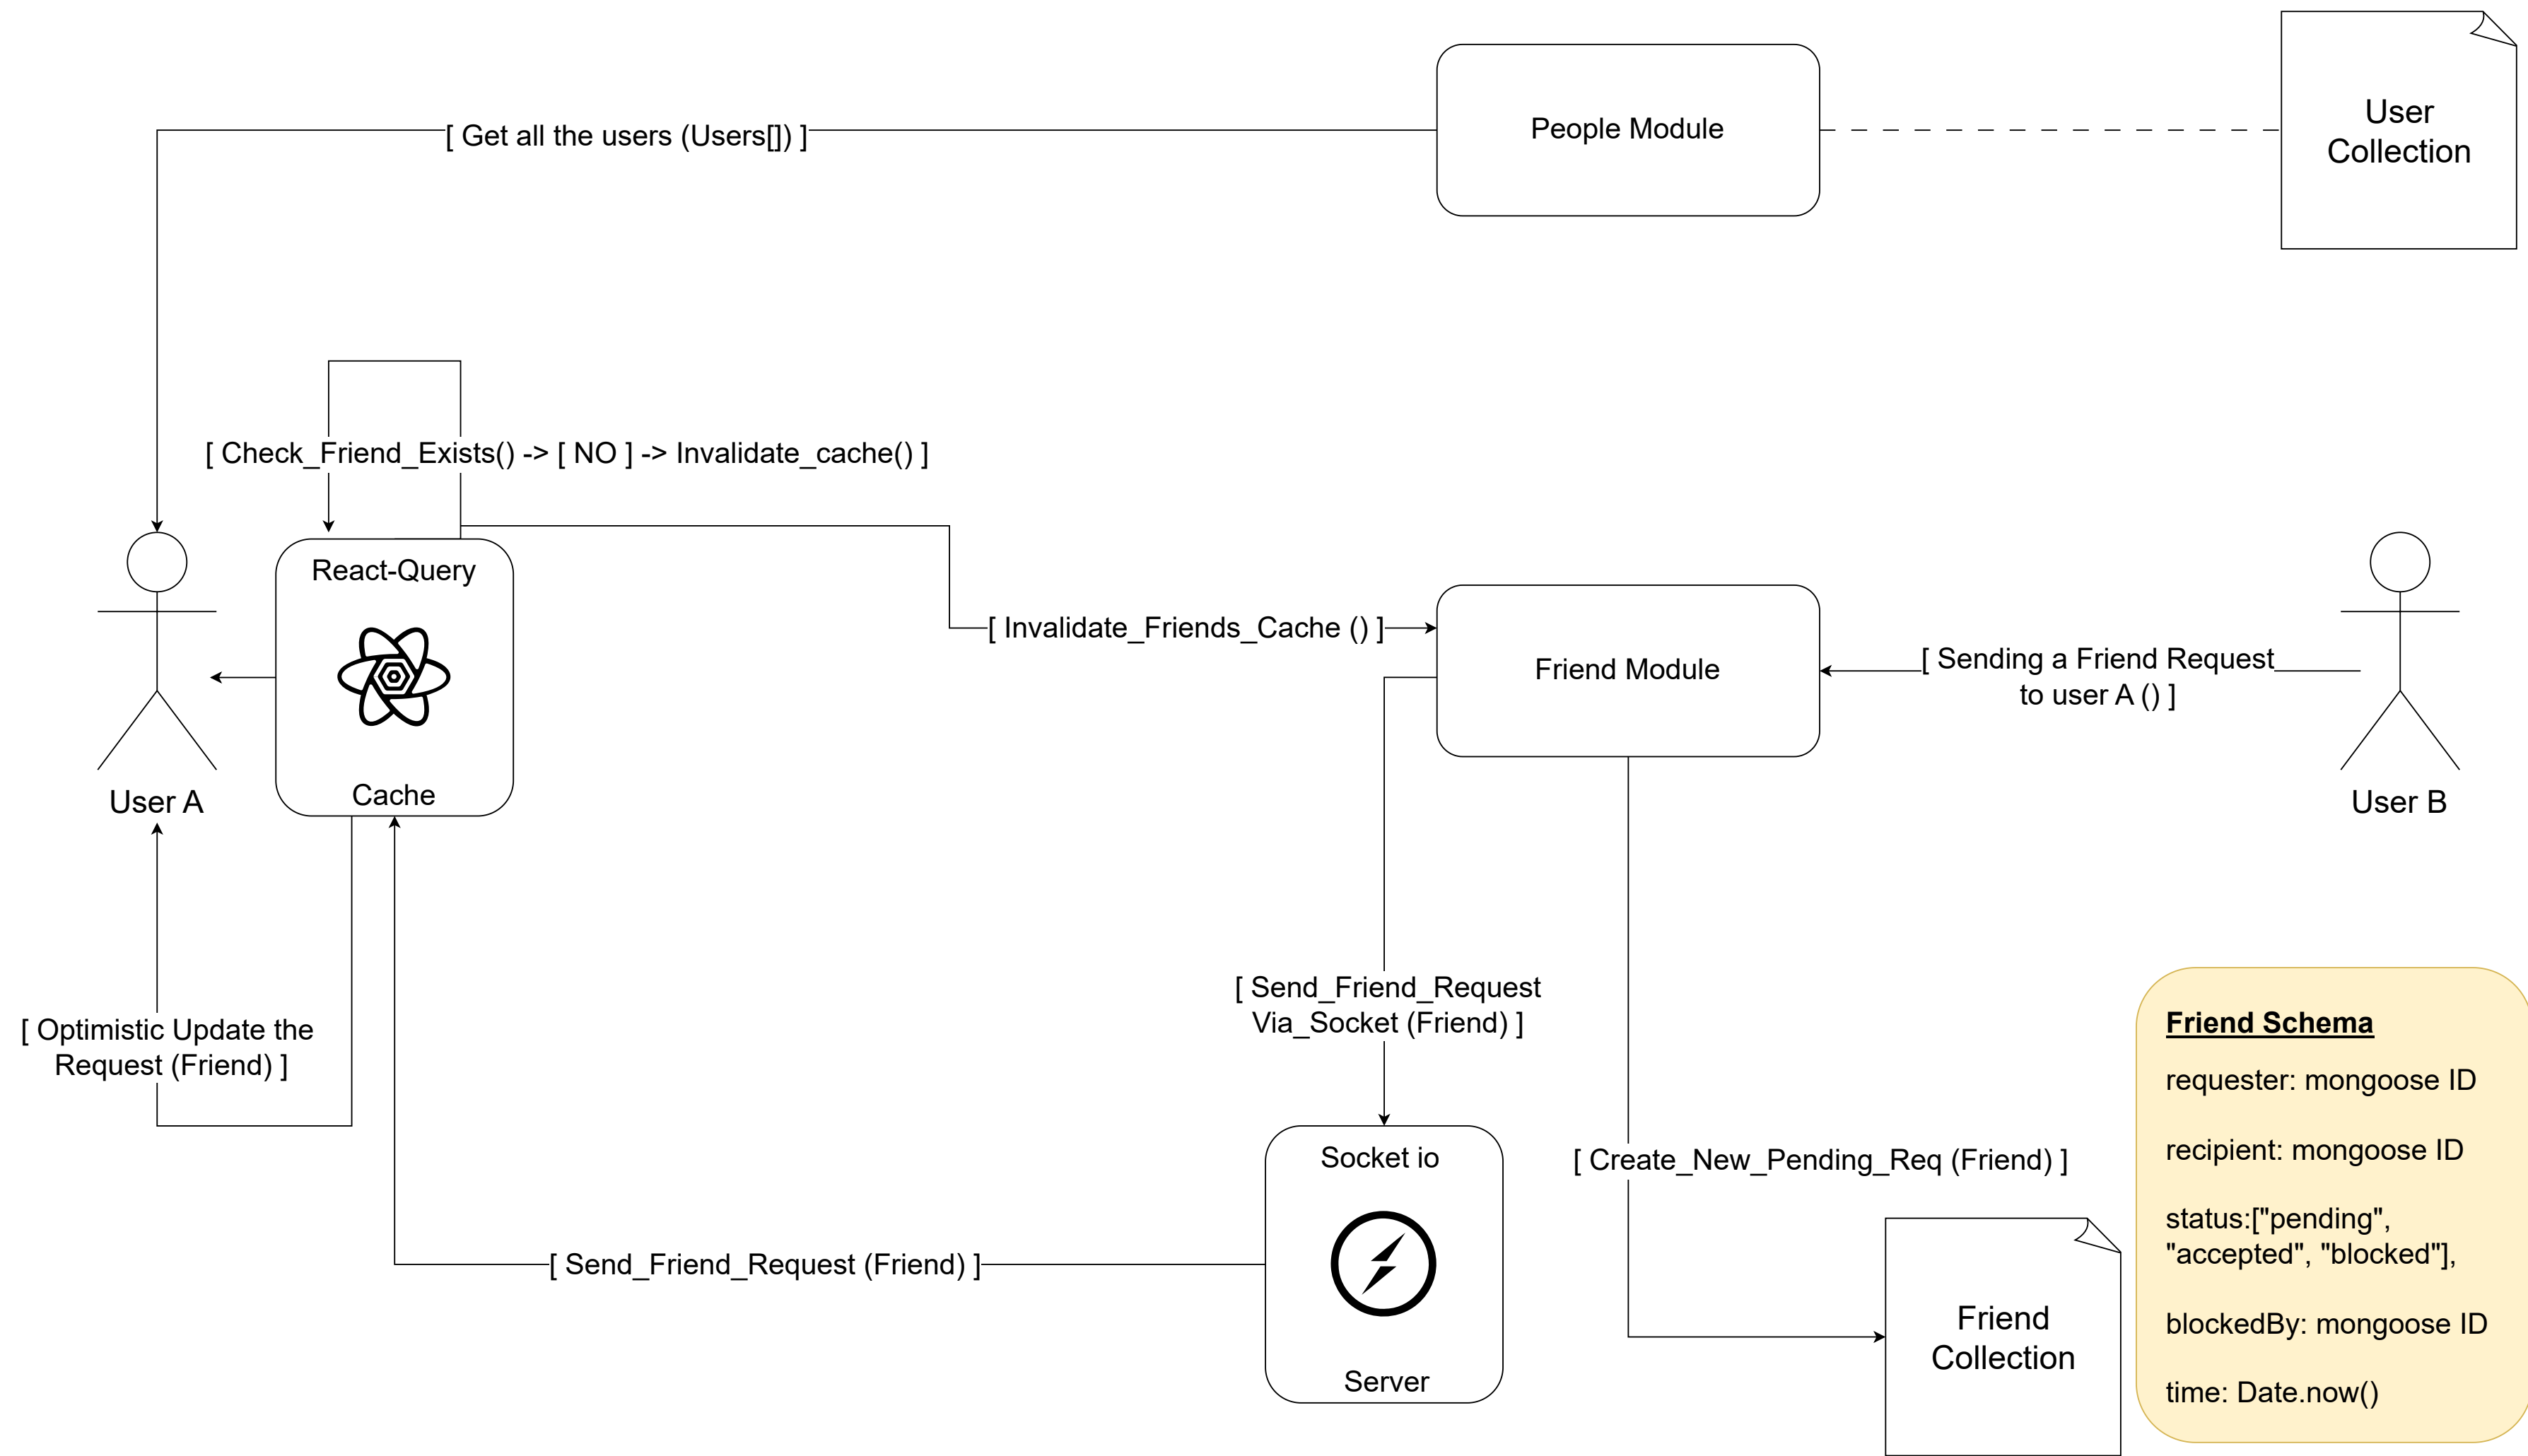 People Module
User
Collection
[ Get all the users (Users[]) ]
[ Check_Friend_Exists() -> [ NO ] -> Invalidate_cache() ]
React-Query
Cache
User A
[ Invalidate_Friends_Cache () ]
Friend Module
[ Sending a Friend Request
to user A () ]
User B
[ Optimistic Update the
Request (Friend) ]
[ Send_Friend_Request
Via_Socket (Friend) ]
Socket io
Server
[ Send_Friend_Request (Friend) ]
[ Create_New_Pending_Req (Friend) ]
Friend
Collection
Friend Schema
requester: mongoose ID
recipient: mongoose ID
status:["pending",
"accepted", "blocked"],
blockedBy: mongoose ID
time: Date.now()